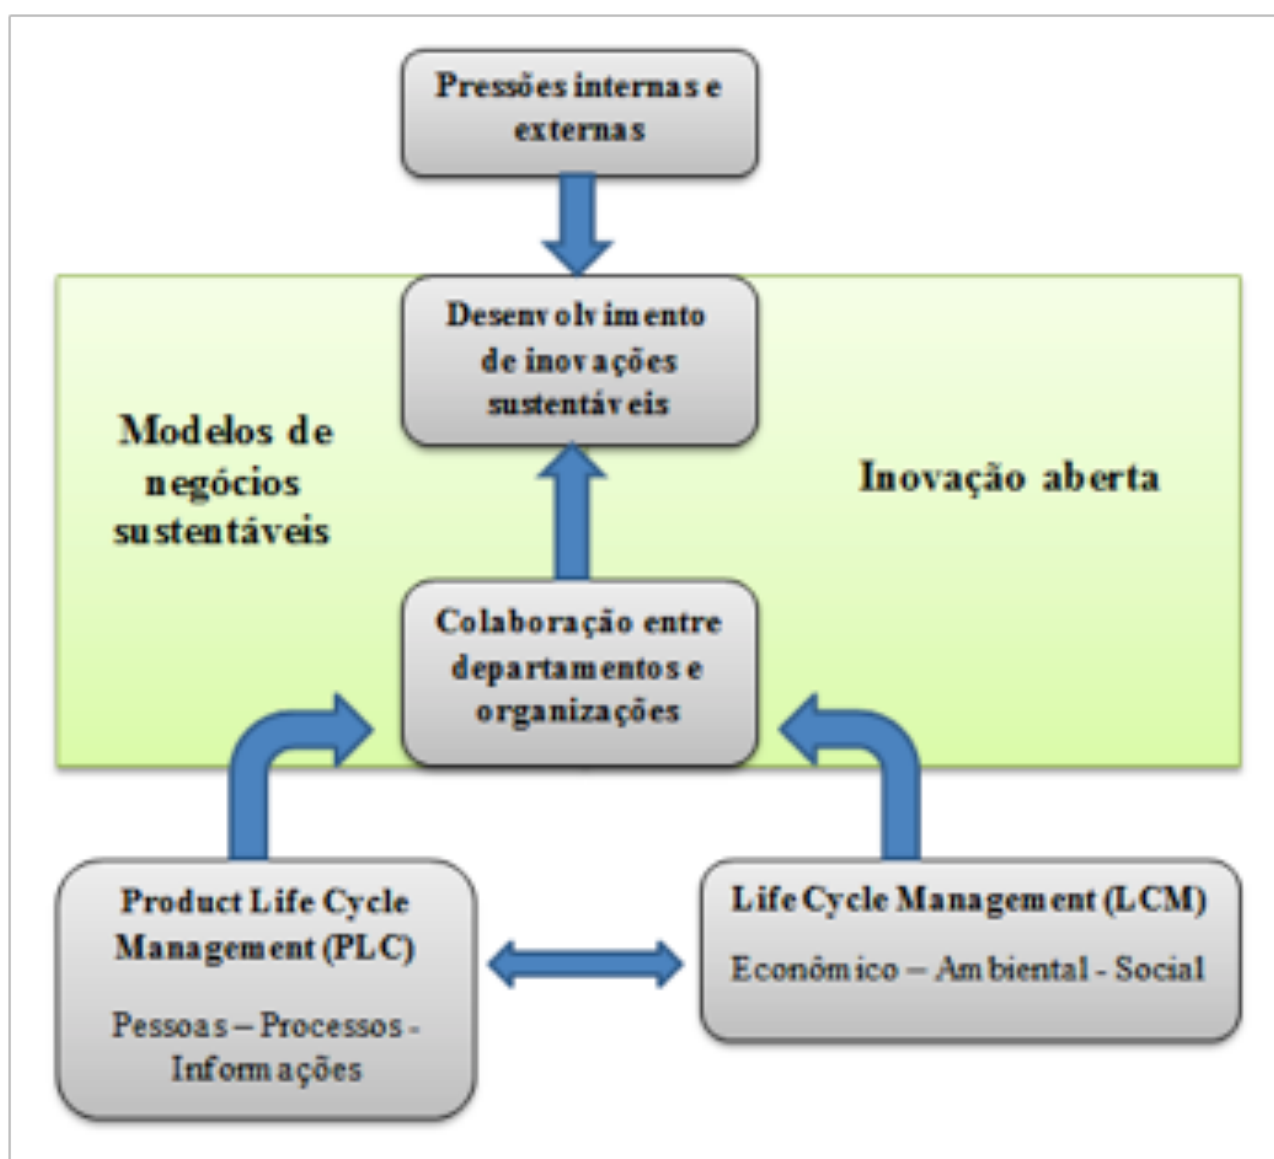 Pressões internas e
externas
Desenvolvimento
de inovações
sustentáveis
Modelos de
negócios
sustentáveis
Inovação aberta
Colaboração entre
departamentos e
organizações
Product Life Cycle
Management (PLC)
Pessoas – Processos -
Informações
Life Cycle Management (LCM)
Econômico – Ambiental - Social